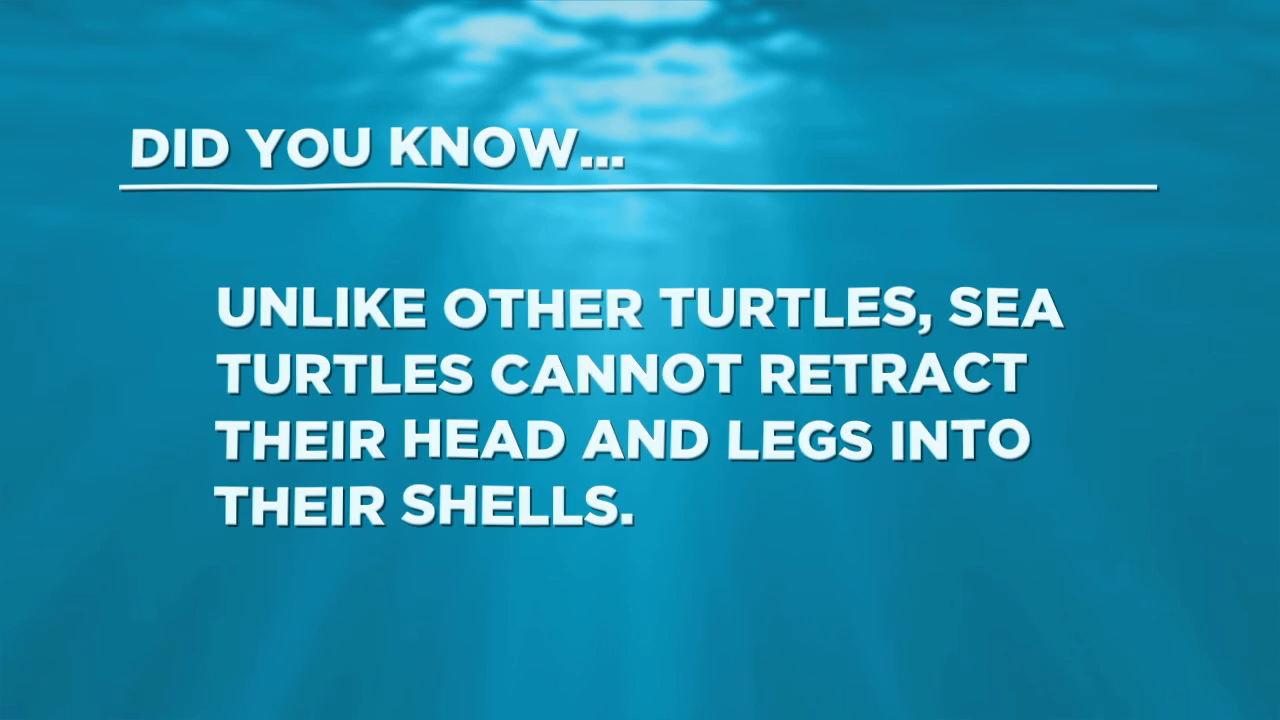 DID YOU KNOW...
UNLIKE OTHER TURTLES, SEA
TURTLES CANNOT RETRACT
THEIR HEAD AND LEGS INTO
THEIR SHELLS.